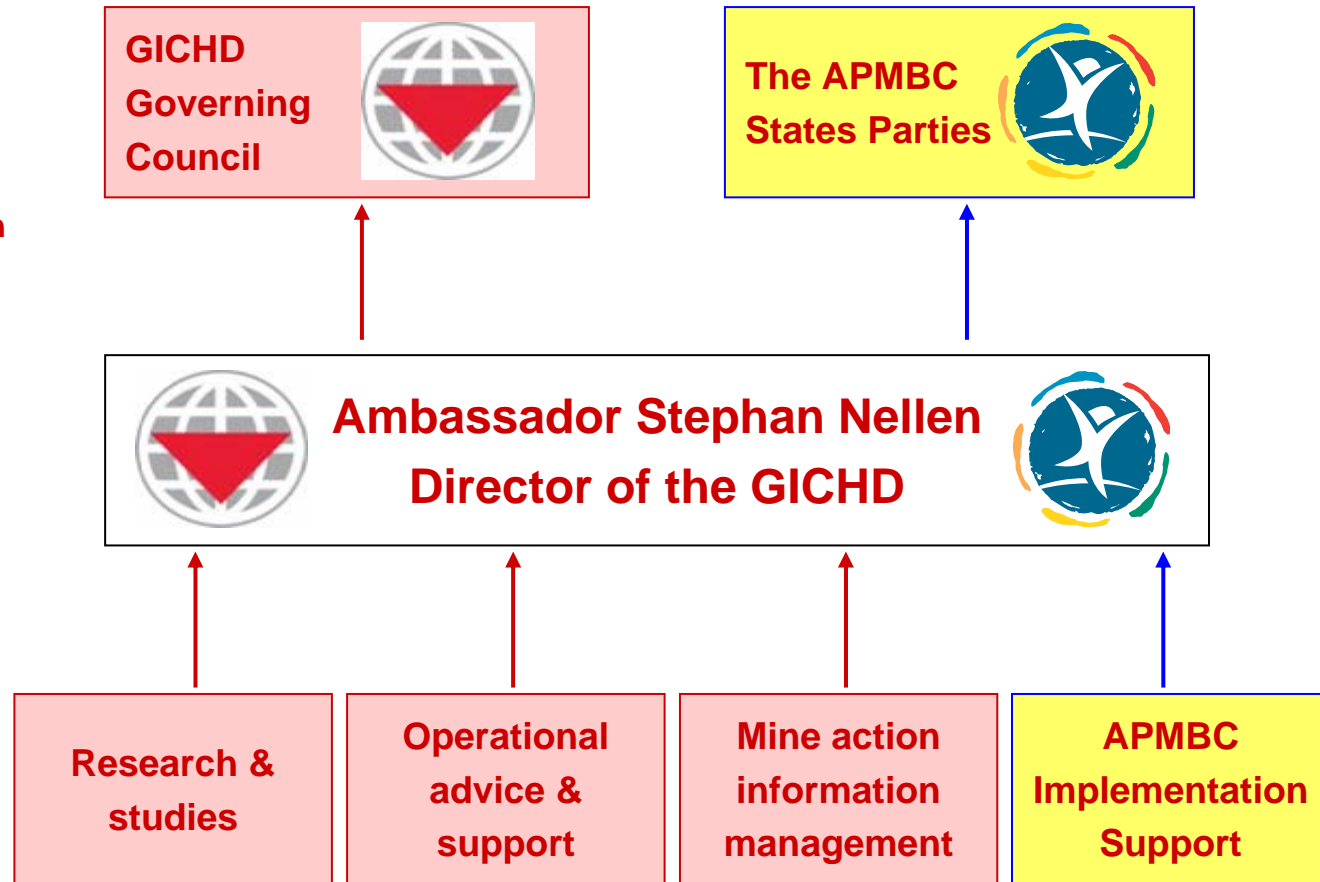 GICHD
Governing
Council
The APMBC
States Parties
n
Ambassador Stephan Nellen
Director of the GICHD
Research &
studies
Operational
advice &
support
Mine action
information
management
APMBC
Implementation
Support